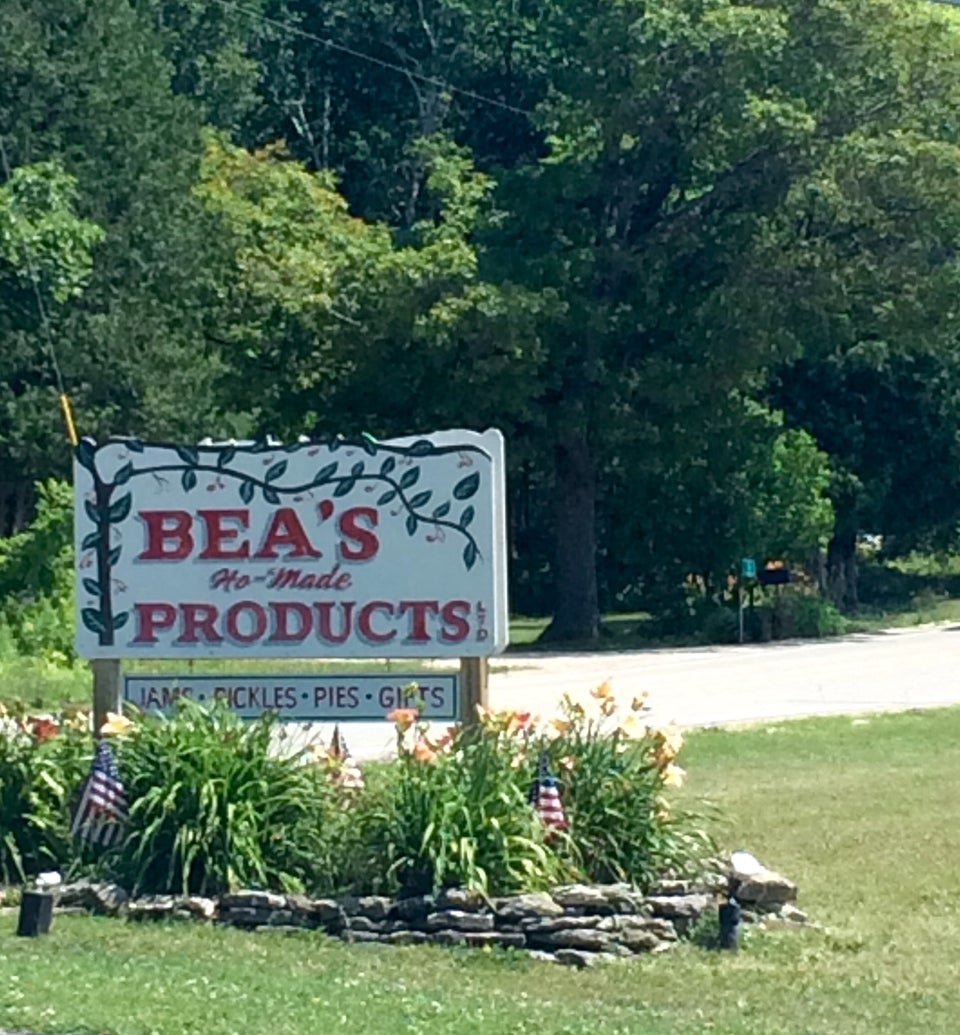 BEA'S
Ho-Made
PRODUCTS LTD
JAMS · PICKLES · PIES · GIFTS